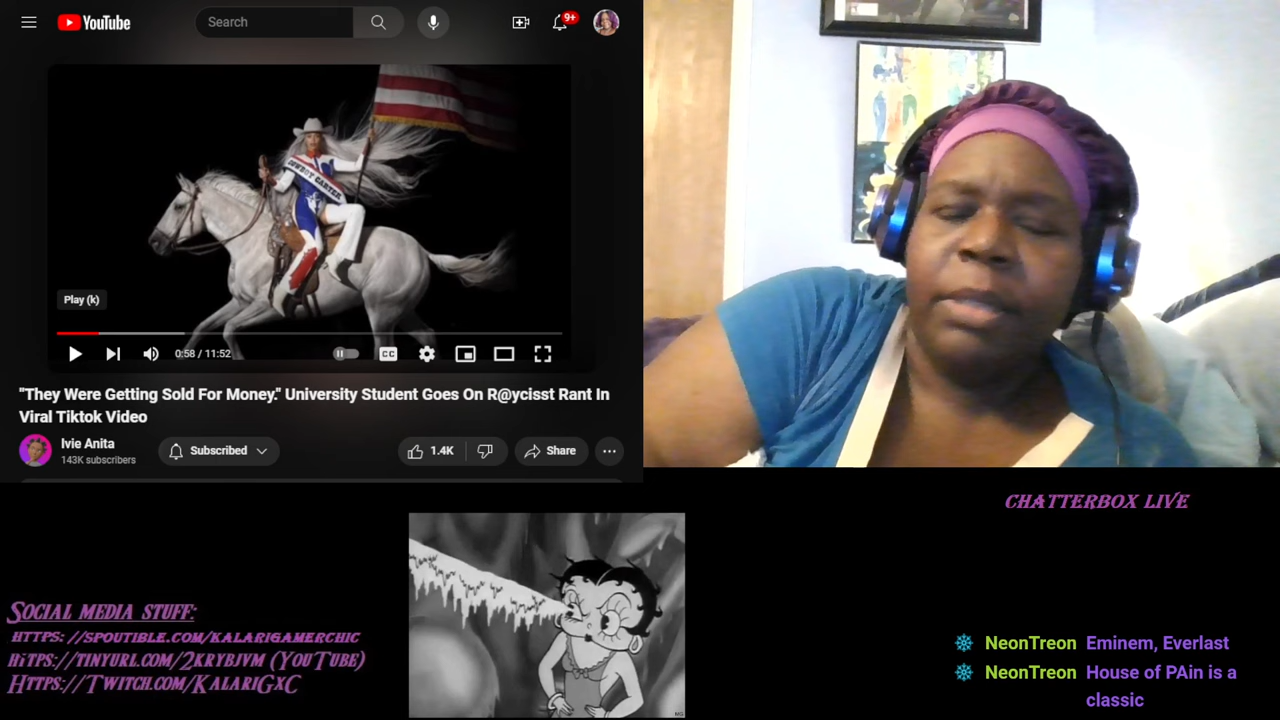 YouTube
Search
9+
COWBOY CARTER
Play (k)
0:58 / 11:52
CC
"They Were Getting Sold For Money." University Student Goes On R@ycisst Rant In
Viral Tiktok Video
Ivie Anita
143K subscribers
Subscribed
1.4K
Share
CHATTERBOX LIVE
SOCIAL MEDIA STUFF:
HTTPS://SPOUTIBLE.COM/KALARIGAMERCHIC
HTTPS://TINYURL.COM/2KRYBJVM (YOUTUBE)
HTTPS://TWITCH.COM/KALARIGXC
NeonTreon Eminem, Everlast
NeonTreon House of PAin is a
classic